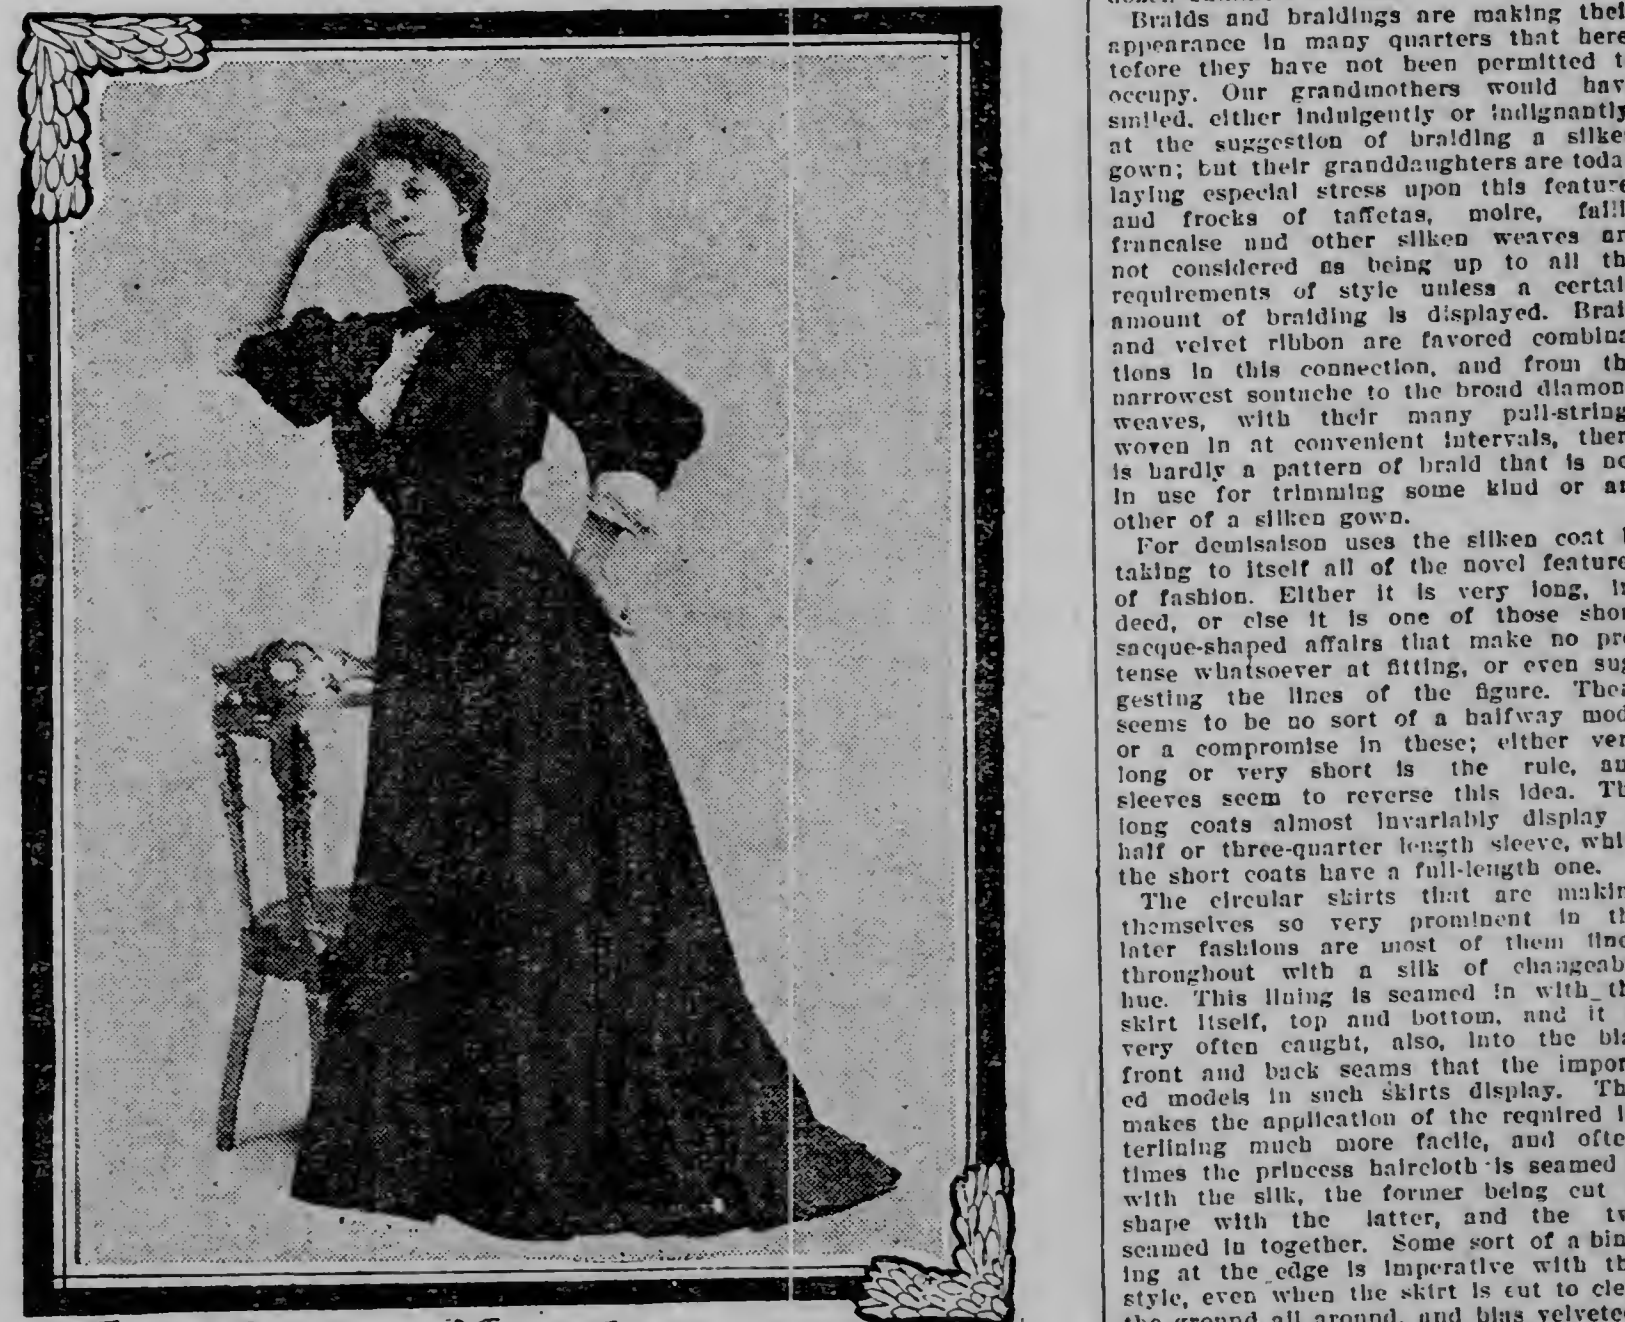 Braids and braidings are making thei
appearance in many quarters that here
tofore they have not been permitted t
occupy. Our grandmothers would hav
smiled, either indulgently or indignantly
at the suggestion of braiding a silke
gown; but their granddaughters are toda
laying especial stress upon this feature
and frocks of taffetas, moire, faill
francaise and other silken weaves ar
not considered as being up to all th
requirements of style unless a certai
amount of braiding is displayed. Brai
and velvet ribbon are favored combina
tions in this connection, and from th
narrowest soutache to the broad diamon
weaves, with their many pull-string
woven in at convenient intervals, ther
is hardly a pattern of braid that is no
in use for trimming some kind or an
other of a silken gown.
For demisaison uses the silken coat i
taking to itself all of the novel feature
of fashion. Either it is very long, in
deed, or else it is one of those shor
sacque-shaped affairs that make no pre
tense whatsoever at fitting, or even sug
gesting the lines of the figure. Ther
seems to be no sort of a halfway mod
or a compromise in these; either ver
long or very short is the rule, an
sleeves seem to reverse this idea. Th
long coats almost invariably display
half or three-quarter length sleeve, whil
the short coats have a full-length one.
The circular skirts that are makin
themselves so very prominent in th
later fashions are most of them line
throughout with a silk of changeab
hue. This lining is seamed in with th
skirt itself, top and bottom, and it
very often caught, also, into the bia
front and back seams that the impor
ed models in such skirts display. Th
makes the application of the required i
terlining much more facile, and ofte
times the princess haircloth is seamed
with the silk, the former being cut
shape with the latter, and the tw
seamed in together. Some sort of a bin
ing at the edge is imperative with th
style, even when the skirt is cut to cle
the ground all around, and bias velvetee